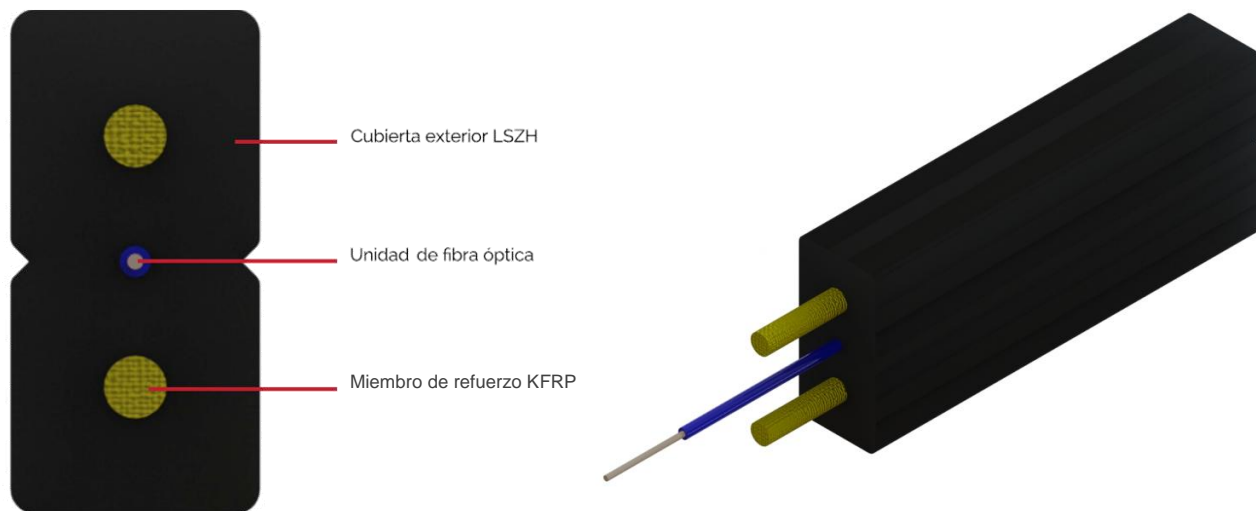 Cubierta exterior LSZH
Unidad de fibra óptica
Miembro de refuerzo KFRP